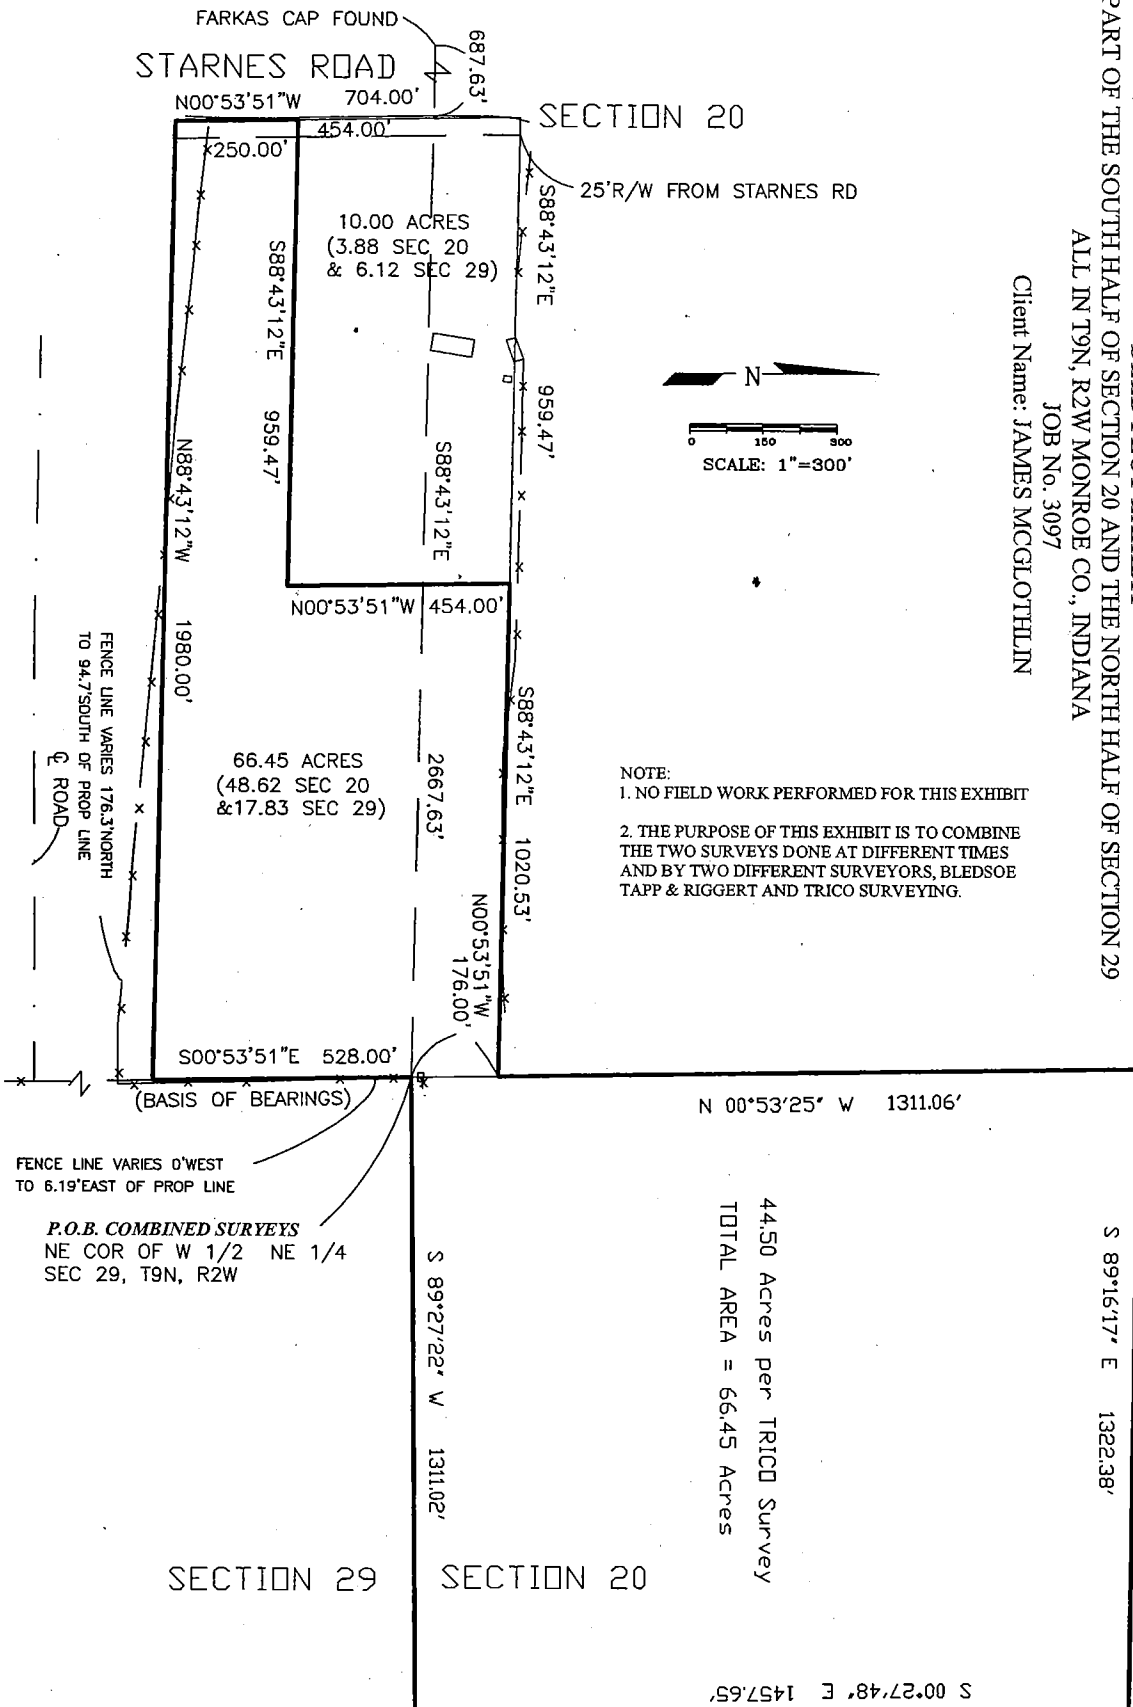 FARKAS CAP FOUND
STARNES ROAD
687.63'
N00°53'51"W 704.00'
SECTION 20
454.00'
250.00'
25'R/W FROM STARNES RD
10.00 ACRES
(3.88 SEC 20
& 6.12 SEC 29)
S88°43'12"E 959.47'
S88°43'12"E 959.47'
S88°43'12"E 2667.63'
N88°43'12"W 1980.00'
N00°53'51"W 454.00'
PART OF THE SOUTH HALF OF SECTION 20 AND THE NORTH HALF OF SECTION 29
ALL IN T9N, R2W MONROE CO., INDIANA
JOB No. 3097
Client Name: JAMES MCGLOTHLIN
N
0 150 300
SCALE: 1"=300'
NOTE:
1. NO FIELD WORK PERFORMED FOR THIS EXHIBIT
2. THE PURPOSE OF THIS EXHIBIT IS TO COMBINE
THE TWO SURVEYS DONE AT DIFFERENT TIMES
AND BY TWO DIFFERENT SURVEYORS, BLEDSOE
TAPP & RIGGERT AND TRICO SURVEYING.
FENCE LINE VARIES 176.3'NORTH
TO 94.7'SOUTH OF PROP LINE
℄ ROAD
66.45 ACRES
(48.62 SEC 20
&17.83 SEC 29)
S88°43'12"E 1020.53'
N00°53'51"W
176.00'
S00°53'51"E 528.00'
(BASIS OF BEARINGS)
N 00°53'25" W 1311.06'
FENCE LINE VARIES 0'WEST
TO 6.19'EAST OF PROP LINE
P.O.B. COMBINED SURVEYS
NE COR OF W 1/2 NE 1/4
SEC 29, T9N, R2W
S 89°27'22" W 1311.02'
44.50 Acres per TRICO Survey
TOTAL AREA = 66.45 Acres
S 89°16'17" E 1322.38'
SECTION 29
SECTION 20
S 00°27'48" E 1457.65'